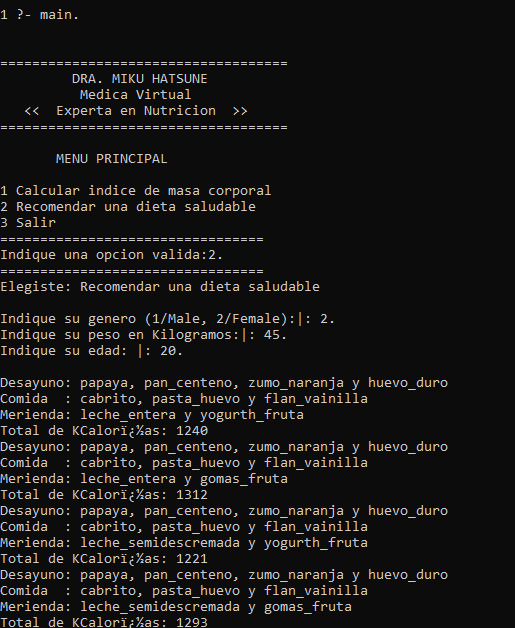 1 ?- main.
====================================
DRA. MIKU HATSUNE
Medica Virtual
<<  Experta en Nutricion  >>
====================================
MENU PRINCIPAL
1 Calcular indice de masa corporal
2 Recomendar una dieta saludable
3 Salir
=================================
Indique una opcion valida:2.
=================================
Elegiste: Recomendar una dieta saludable
Indique su genero (1/Male, 2/Female):|: 2.
Indique su peso en Kilogramos:|: 45.
Indique su edad: |: 20.
Desayuno: papaya, pan_centeno, zumo_naranja y huevo_duro
Comida  : cabrito, pasta_huevo y flan_vainilla
Merienda: leche_entera y yogurth_fruta
Total de KCalorï¿½as: 1240
Desayuno: papaya, pan_centeno, zumo_naranja y huevo_duro
Comida  : cabrito, pasta_huevo y flan_vainilla
Merienda: leche_entera y gomas_fruta
Total de KCalorï¿½as: 1312
Desayuno: papaya, pan_centeno, zumo_naranja y huevo_duro
Comida  : cabrito, pasta_huevo y flan_vainilla
Merienda: leche_semidescremada y yogurth_fruta
Total de KCalorï¿½as: 1221
Desayuno: papaya, pan_centeno, zumo_naranja y huevo_duro
Comida  : cabrito, pasta_huevo y flan_vainilla
Merienda: leche_semidescremada y gomas_fruta
Total de KCalorï¿½as: 1293